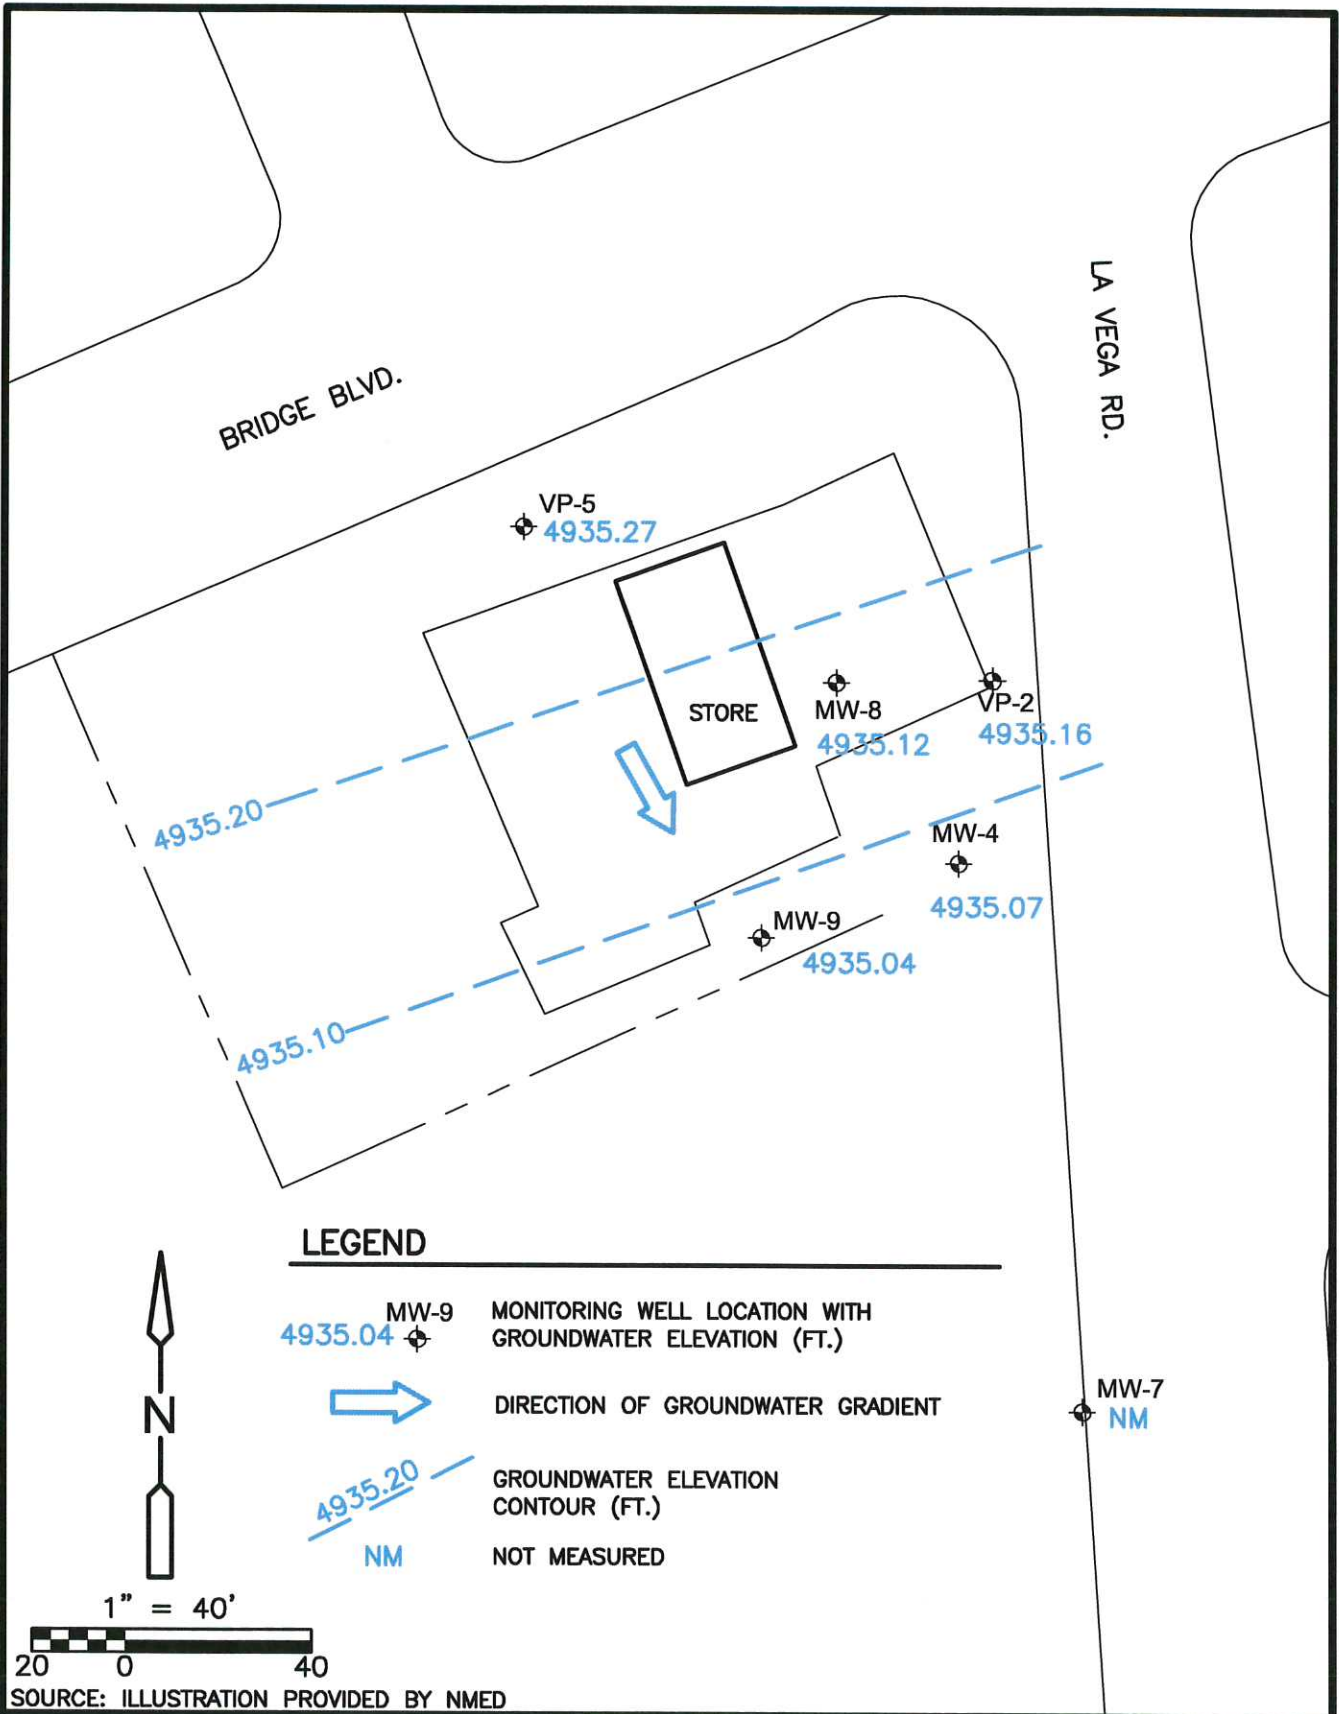 LA VEGA RD.
BRIDGE BLVD.
VP-5
4935.27
STORE
MW-8
4935.12
VP-2
4935.16
4935.20
MW-4
4935.07
MW-9
4935.04
4935.10
LEGEND
4935.04
MW-9
MONITORING WELL LOCATION WITH
GROUNDWATER ELEVATION (FT.)
DIRECTION OF GROUNDWATER GRADIENT
4935.20
GROUNDWATER ELEVATION
CONTOUR (FT.)
NM
NOT MEASURED
MW-7
NM
N
1" = 40'
20 0 40
SOURCE: ILLUSTRATION PROVIDED BY NMED